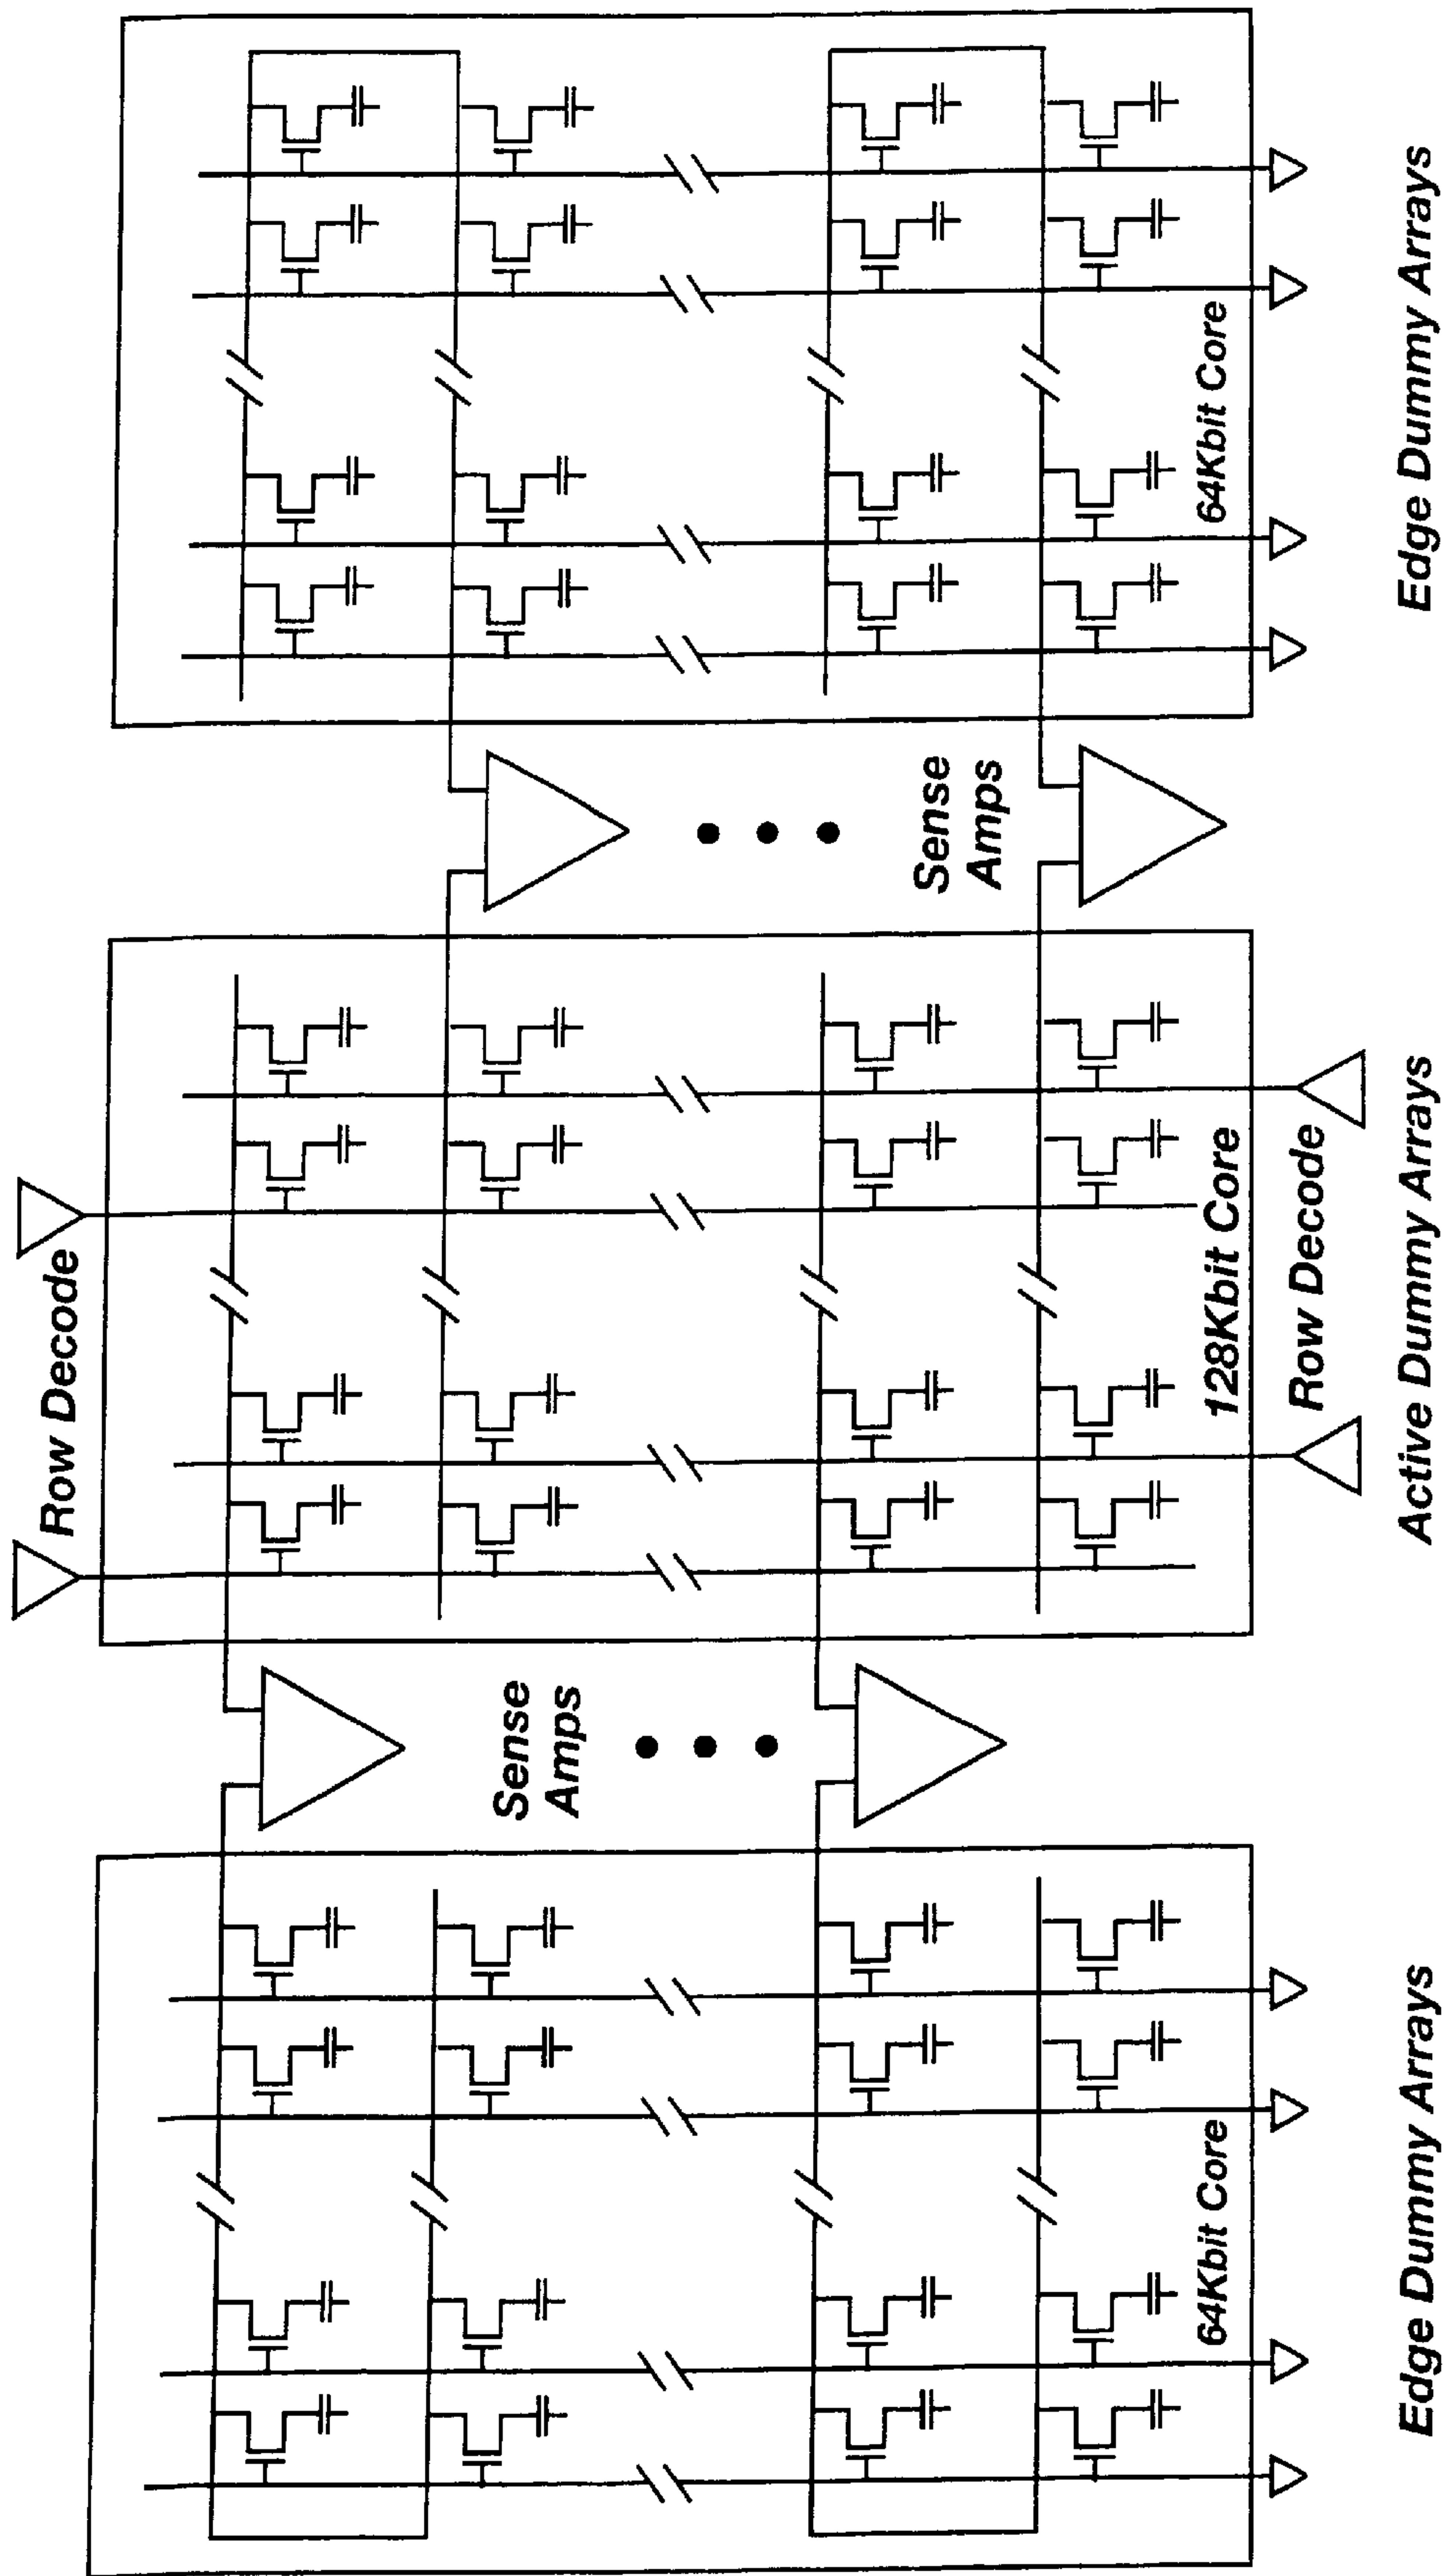 Row Decode
Sense
Amps
Sense
Amps
64Kbit Core
128Kbit Core
64Kbit Core
Row Decode
Edge Dummy Arrays
Active Dummy Arrays
Edge Dummy Arrays